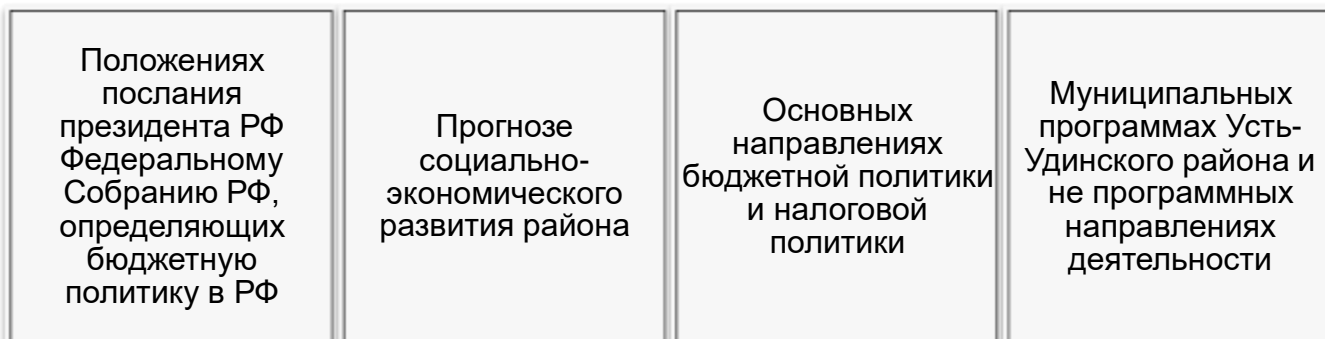 Положениях
послания
президента РФ
Федеральному
Собранию РФ,
определяющих
бюджетную
политику в РФ
Прогнозе
социально-
экономического
развития района
Основных
направлениях
бюджетной политики
и налоговой
политики
Муниципальных
программах Усть-
Удинского района и
не программных
направлениях
деятельности